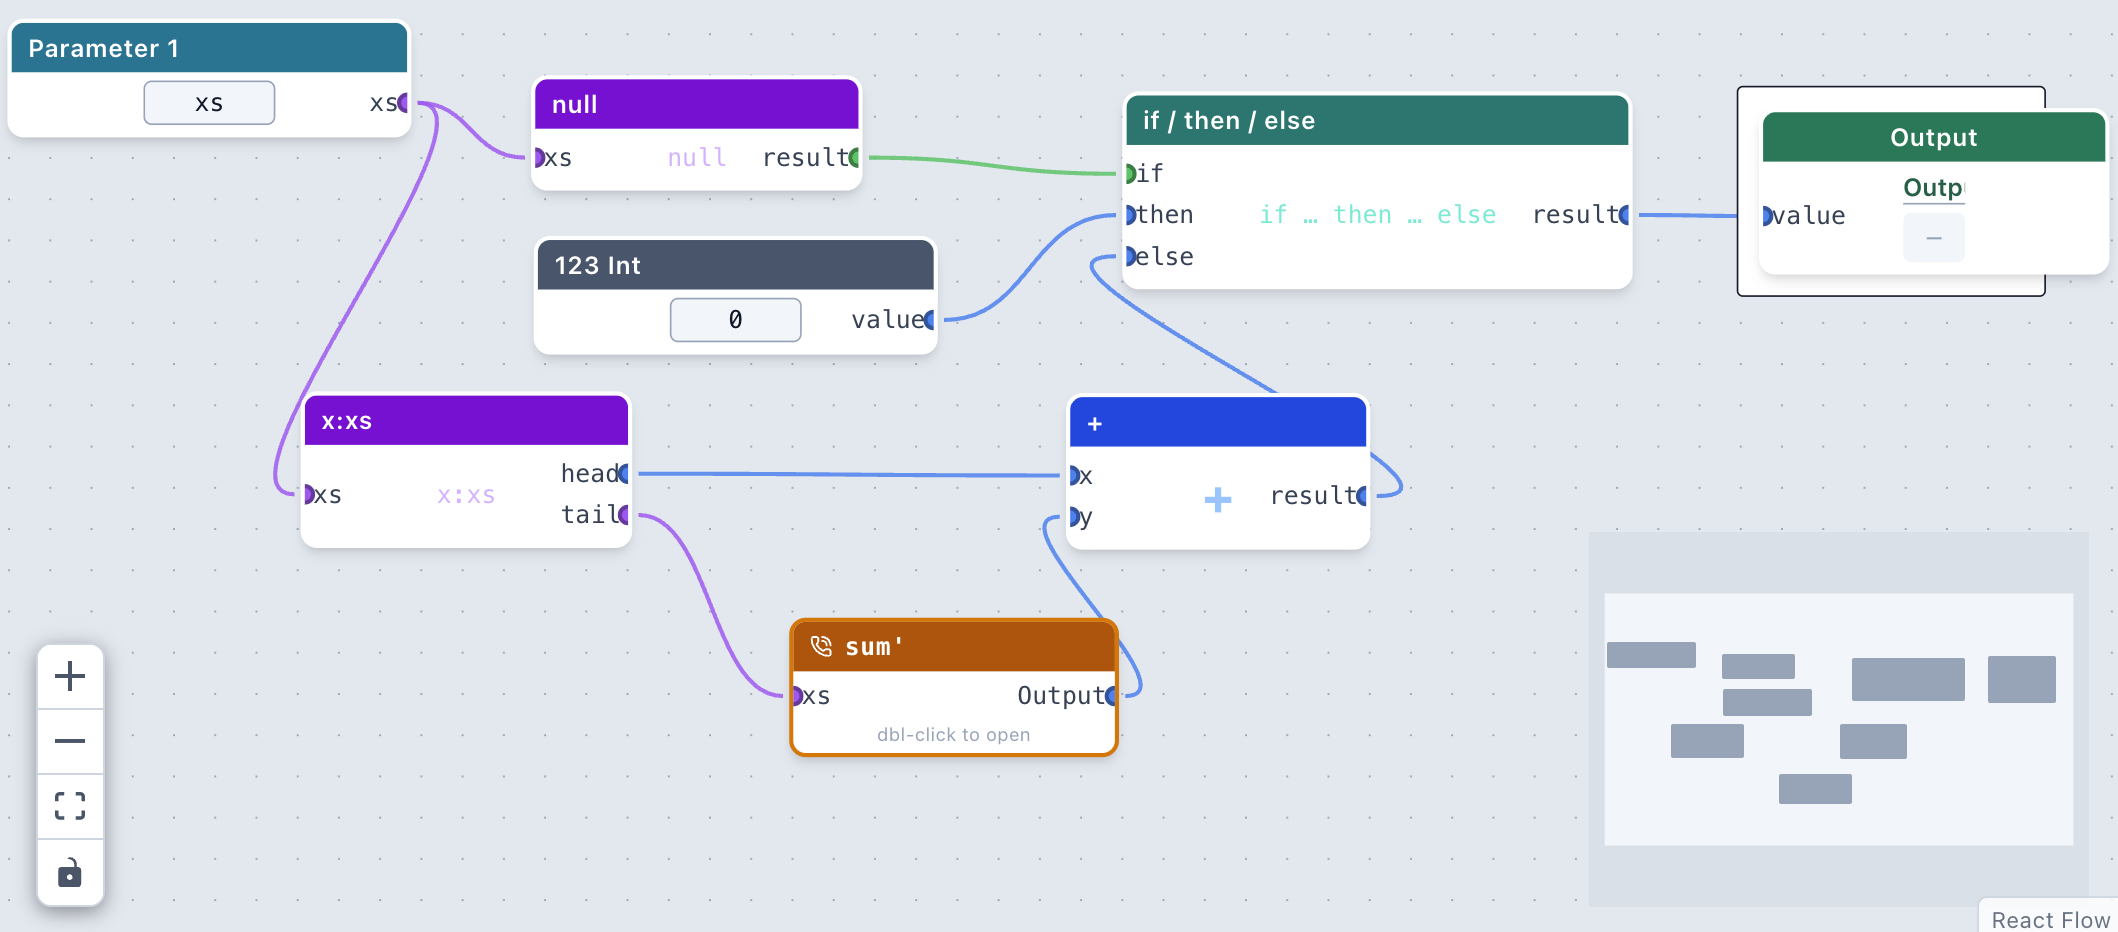 Parameter 1
xs xs
null
xs null result
if / then / else
if
then if … then … else result
else
Output
Outp
value
–
123 Int
0 value
x:xs
head
xs x:xs
tail
+
x
+ result
y
sum'
xs Output
dbl-click to open
React Flow